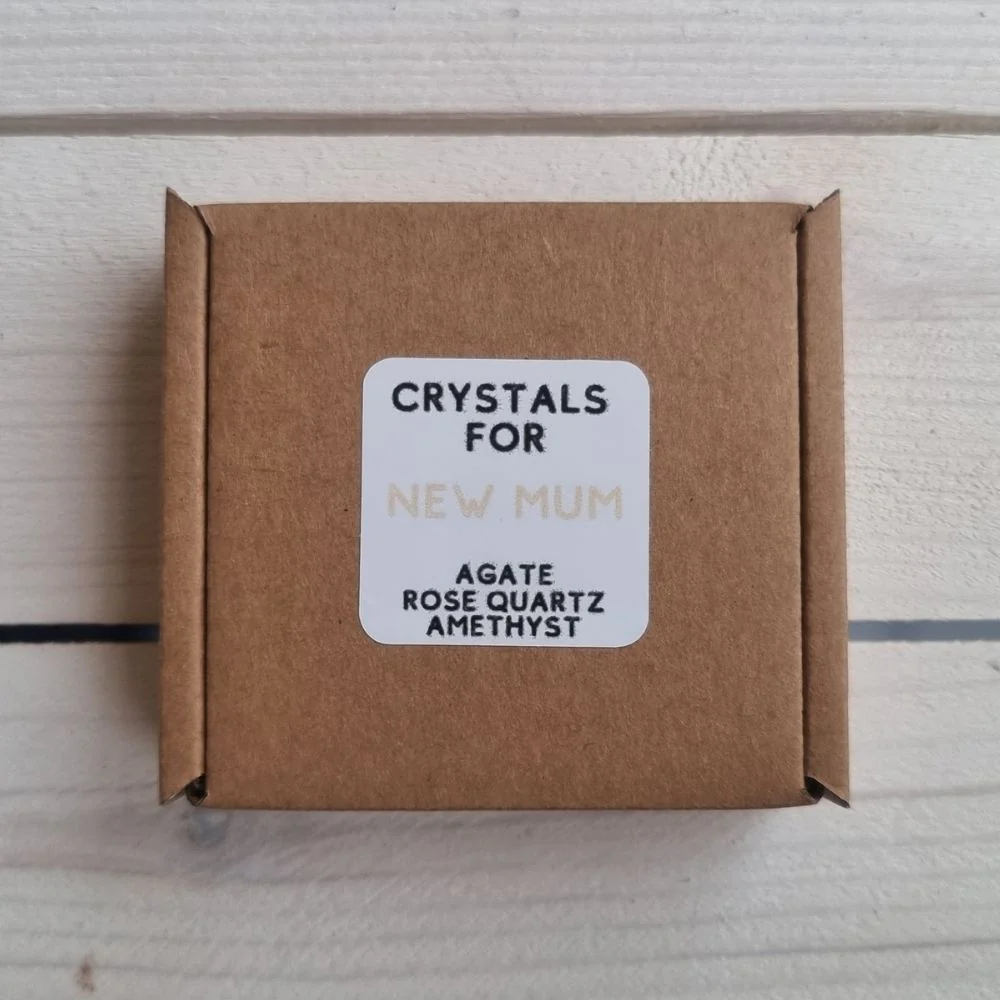 CRYSTALS
FOR
NEW MUM
AGATE
ROSE QUARTZ
AMETHYST